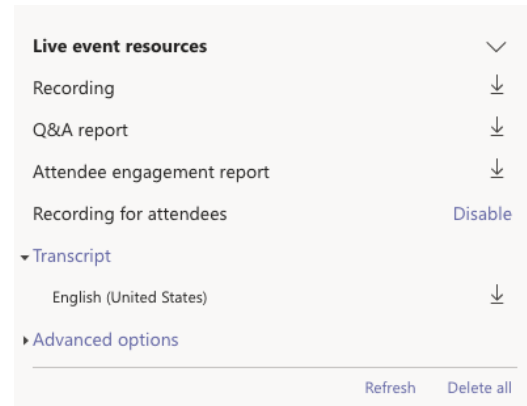 Live event resources
Recording
Q&A report
Attendee engagement report
Recording for attendees Disable
Transcript
English (United States)
Advanced options
Refresh Delete all